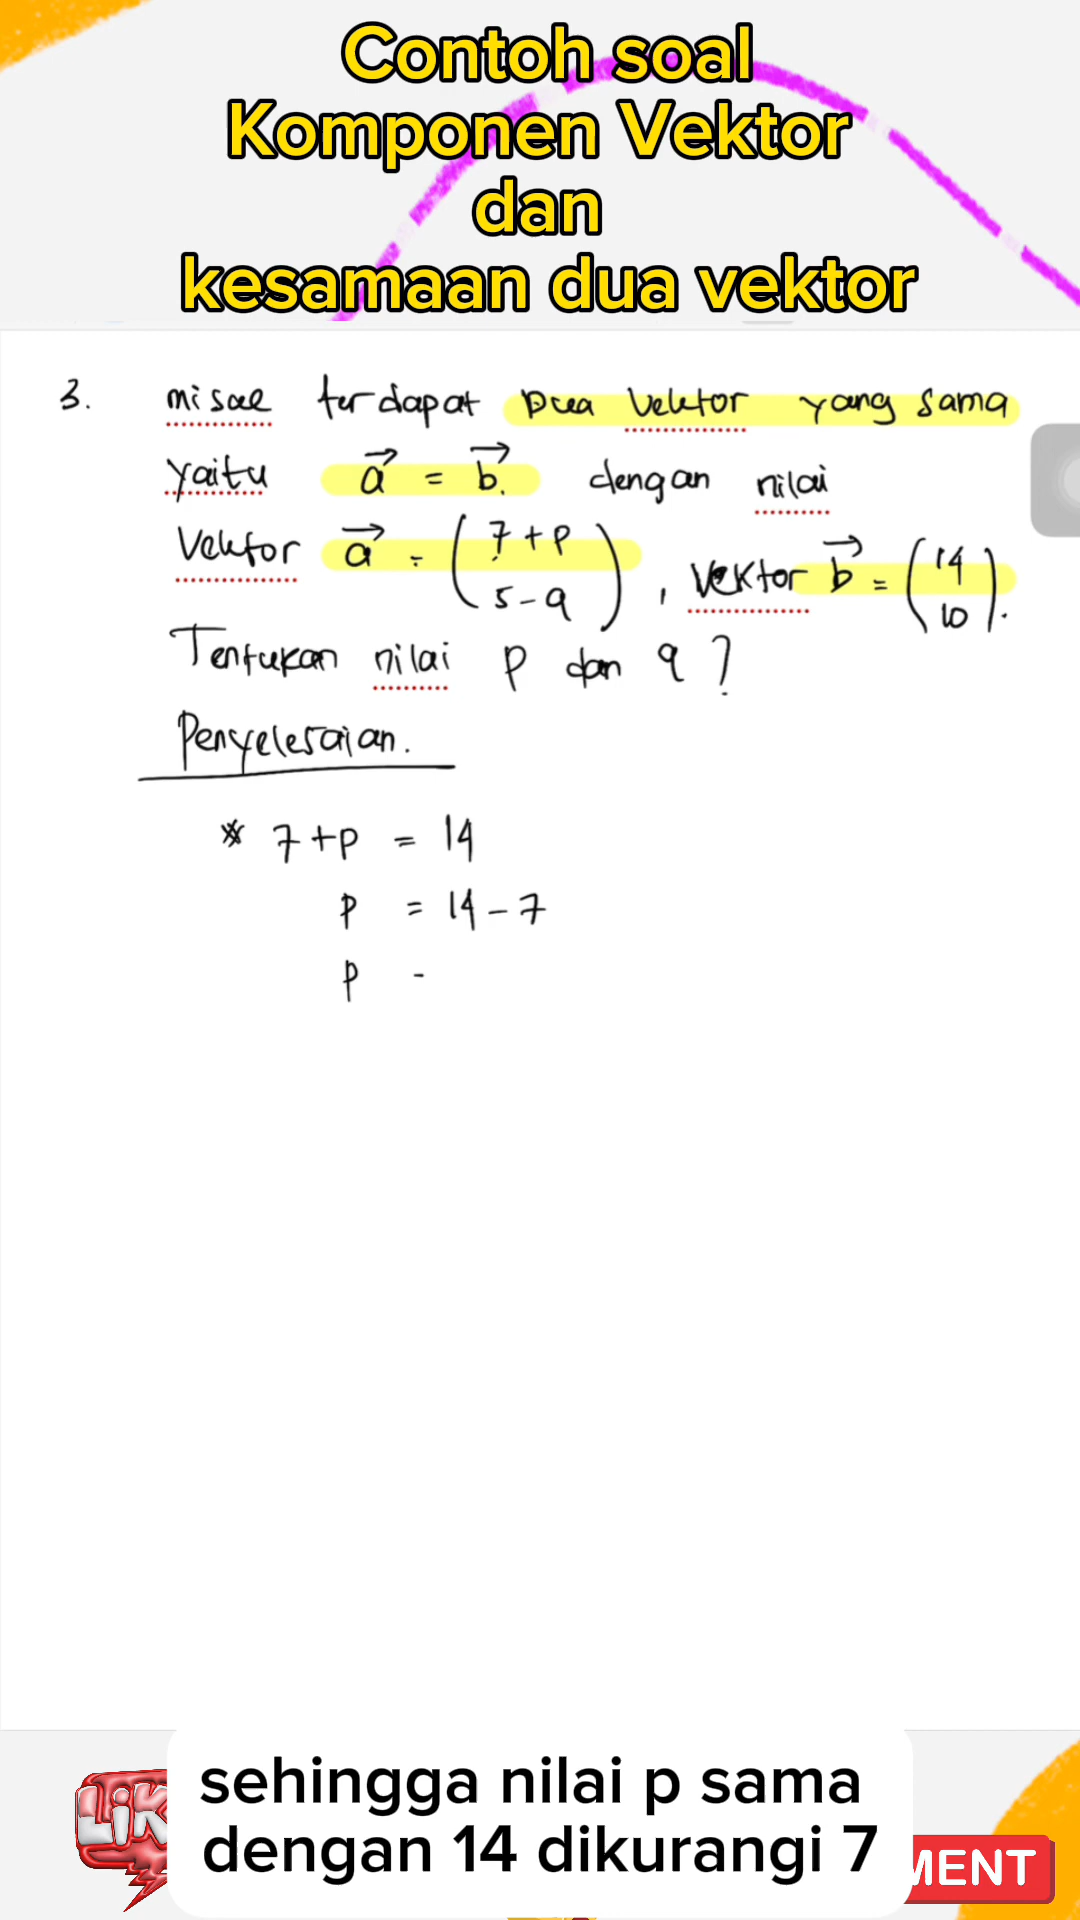 Contoh soal
Komponen Vektor
dan
kesamaan dua vektor
3. misal terdapat Dua Vektor yang sama
yaitu a⃗ = b⃗. dengan nilai
Vektor a⃗ = (7+p
5-q), Vektor b⃗ = (14
10).
Tentukan nilai p dan q?
Penyelesaian.
* 7+p = 14
p = 14-7
p -
sehingga nilai p sama
dengan 14 dikurangi 7
LIK
MENT